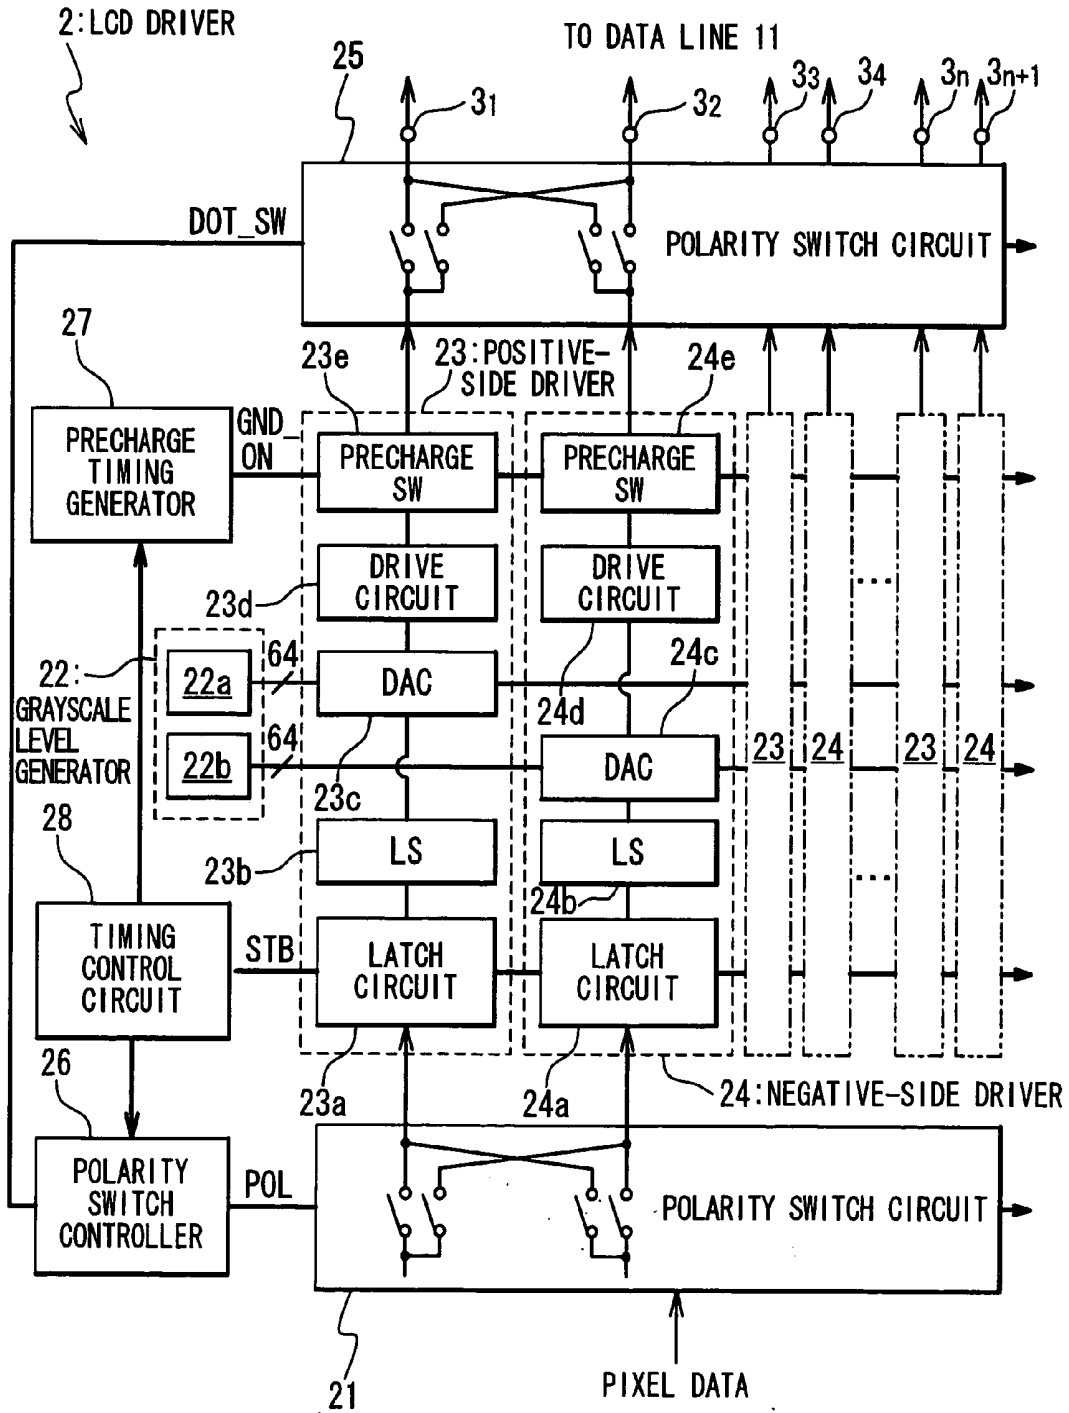 2:LCD DRIVER
TO DATA LINE 11
25
31
32
33
34
3n
3n+1
DOT_SW
POLARITY SWITCH CIRCUIT
27
23e
23:POSITIVE-
SIDE DRIVER
24e
PRECHARGE
TIMING
GENERATOR
GND_
ON
PRECHARGE
SW
PRECHARGE
SW
DRIVE
CIRCUIT
DRIVE
CIRCUIT
23d
...
22:
GRAYSCALE
LEVEL
GENERATOR
22a
64
DAC
24c
24d
22b
64
23c
DAC
23
24
23
24
28
23b
LS
LS
24b
...
TIMING
CONTROL
CIRCUIT
STB
LATCH
CIRCUIT
LATCH
CIRCUIT
26
23a
24a
24:NEGATIVE-SIDE DRIVER
POLARITY
SWITCH
CONTROLLER
POL
POLARITY SWITCH CIRCUIT
21
PIXEL DATA